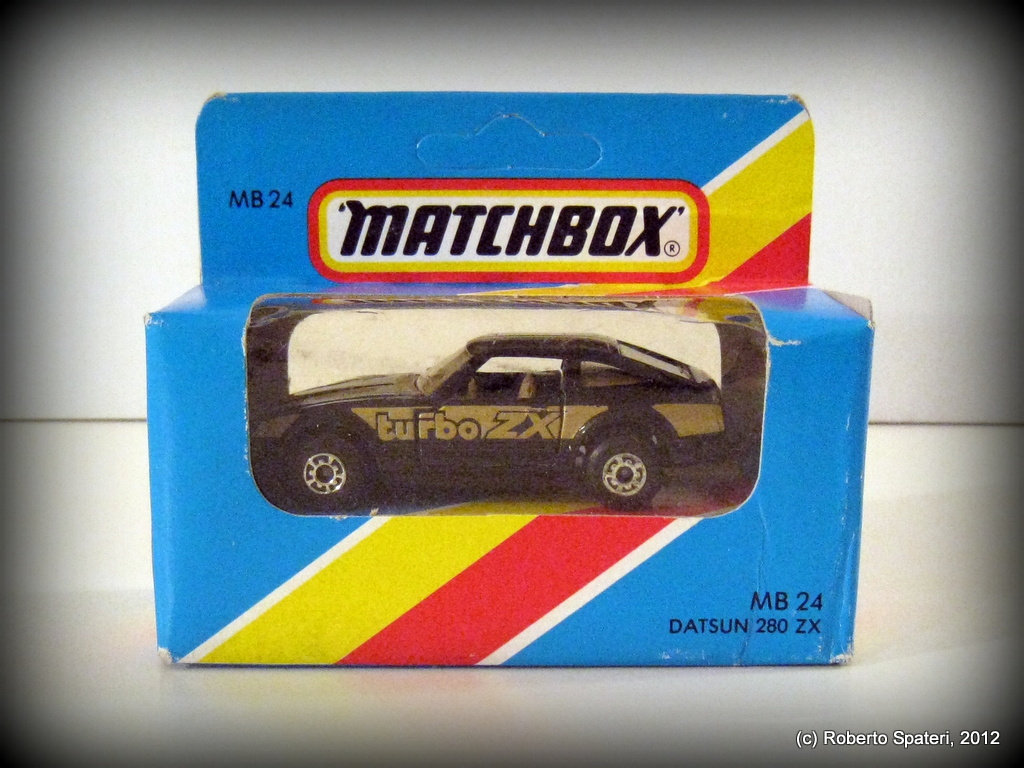 MB 24
'MATCHBOX'®
turbo ZX
MB 24
DATSUN 280 ZX
(c) Roberto Spateri, 2012